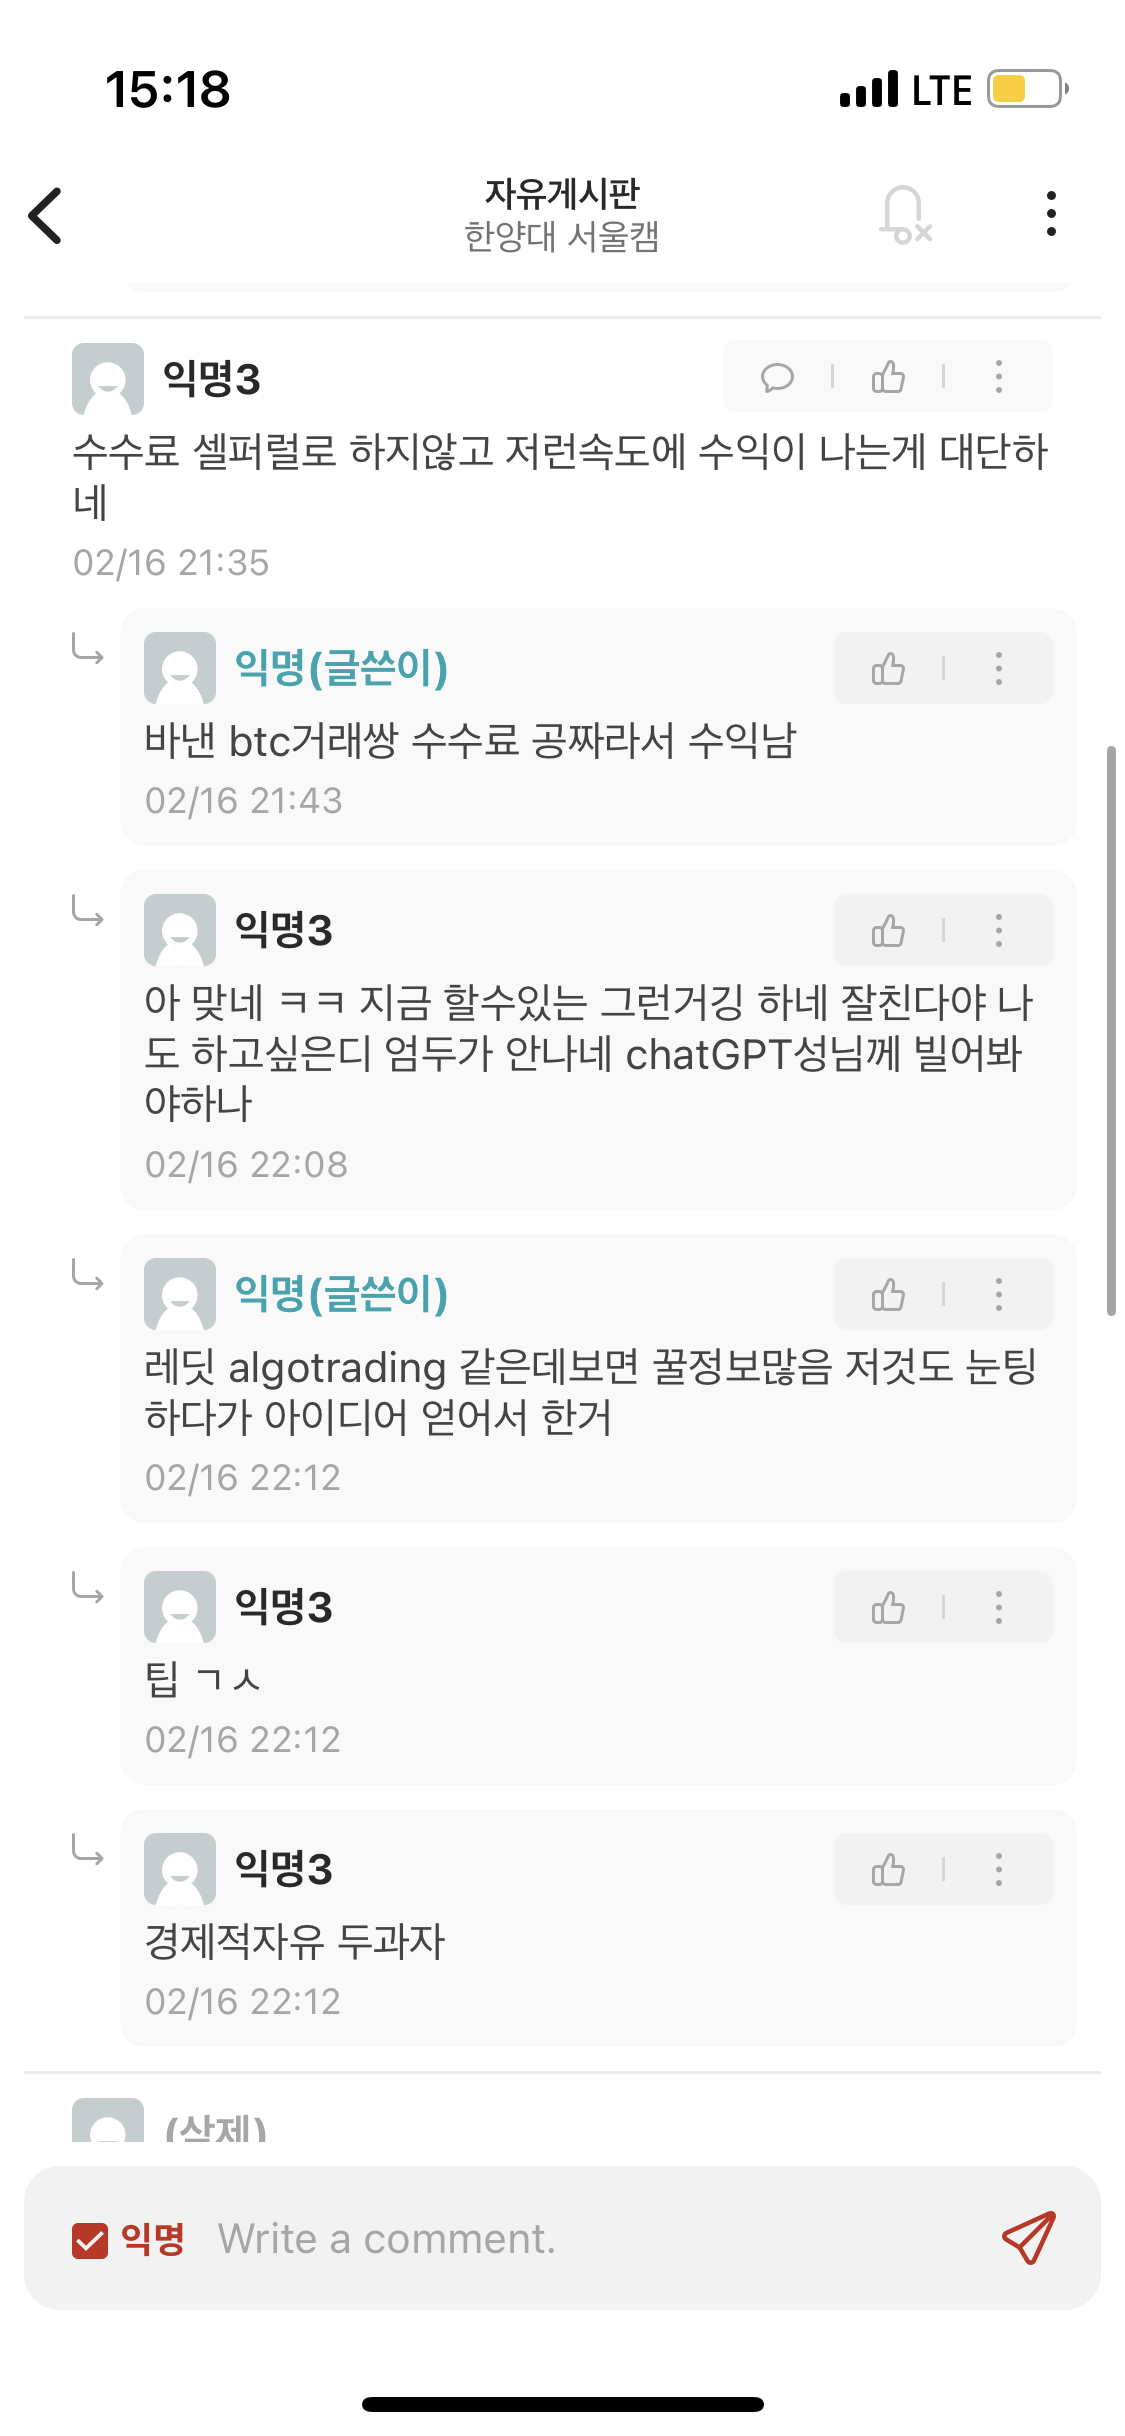 15:18
LTE
자유게시판
한양대 서울캠
익명3
수수료 셀퍼럴로 하지않고 저런속도에 수익이 나는게 대단하
네
02/16 21:35
익명(글쓴이)
바낸 btc거래쌍 수수료 공짜라서 수익남
02/16 21:43
익명3
아 맞네 ㅋㅋ 지금 할수있는 그런거깅 하네 잘친다야 나
도 하고싶은디 엄두가 안나네 chatGPT성님께 빌어봐
야하나
02/16 22:08
익명(글쓴이)
레딧 algotrading 같은데보면 꿀정보많음 저것도 눈팅
하다가 아이디어 얻어서 한거
02/16 22:12
익명3
팁 ㄱㅅ
02/16 22:12
익명3
경제적자유 두과자
02/16 22:12
(삭제)
익명
Write a comment.